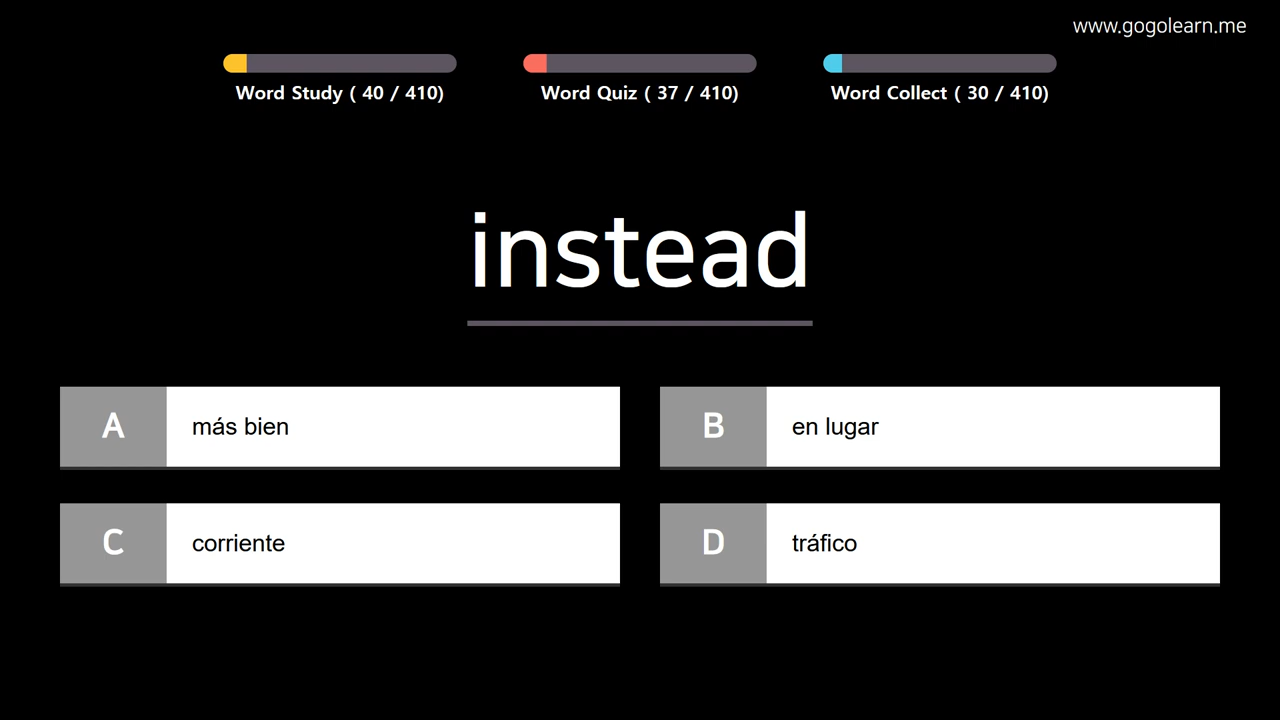 www.gogolearn.me
Word Study ( 40 / 410)
Word Quiz ( 37 / 410)
Word Collect ( 30 / 410)
instead
A
más bien
B
en lugar
C
corriente
D
tráfico